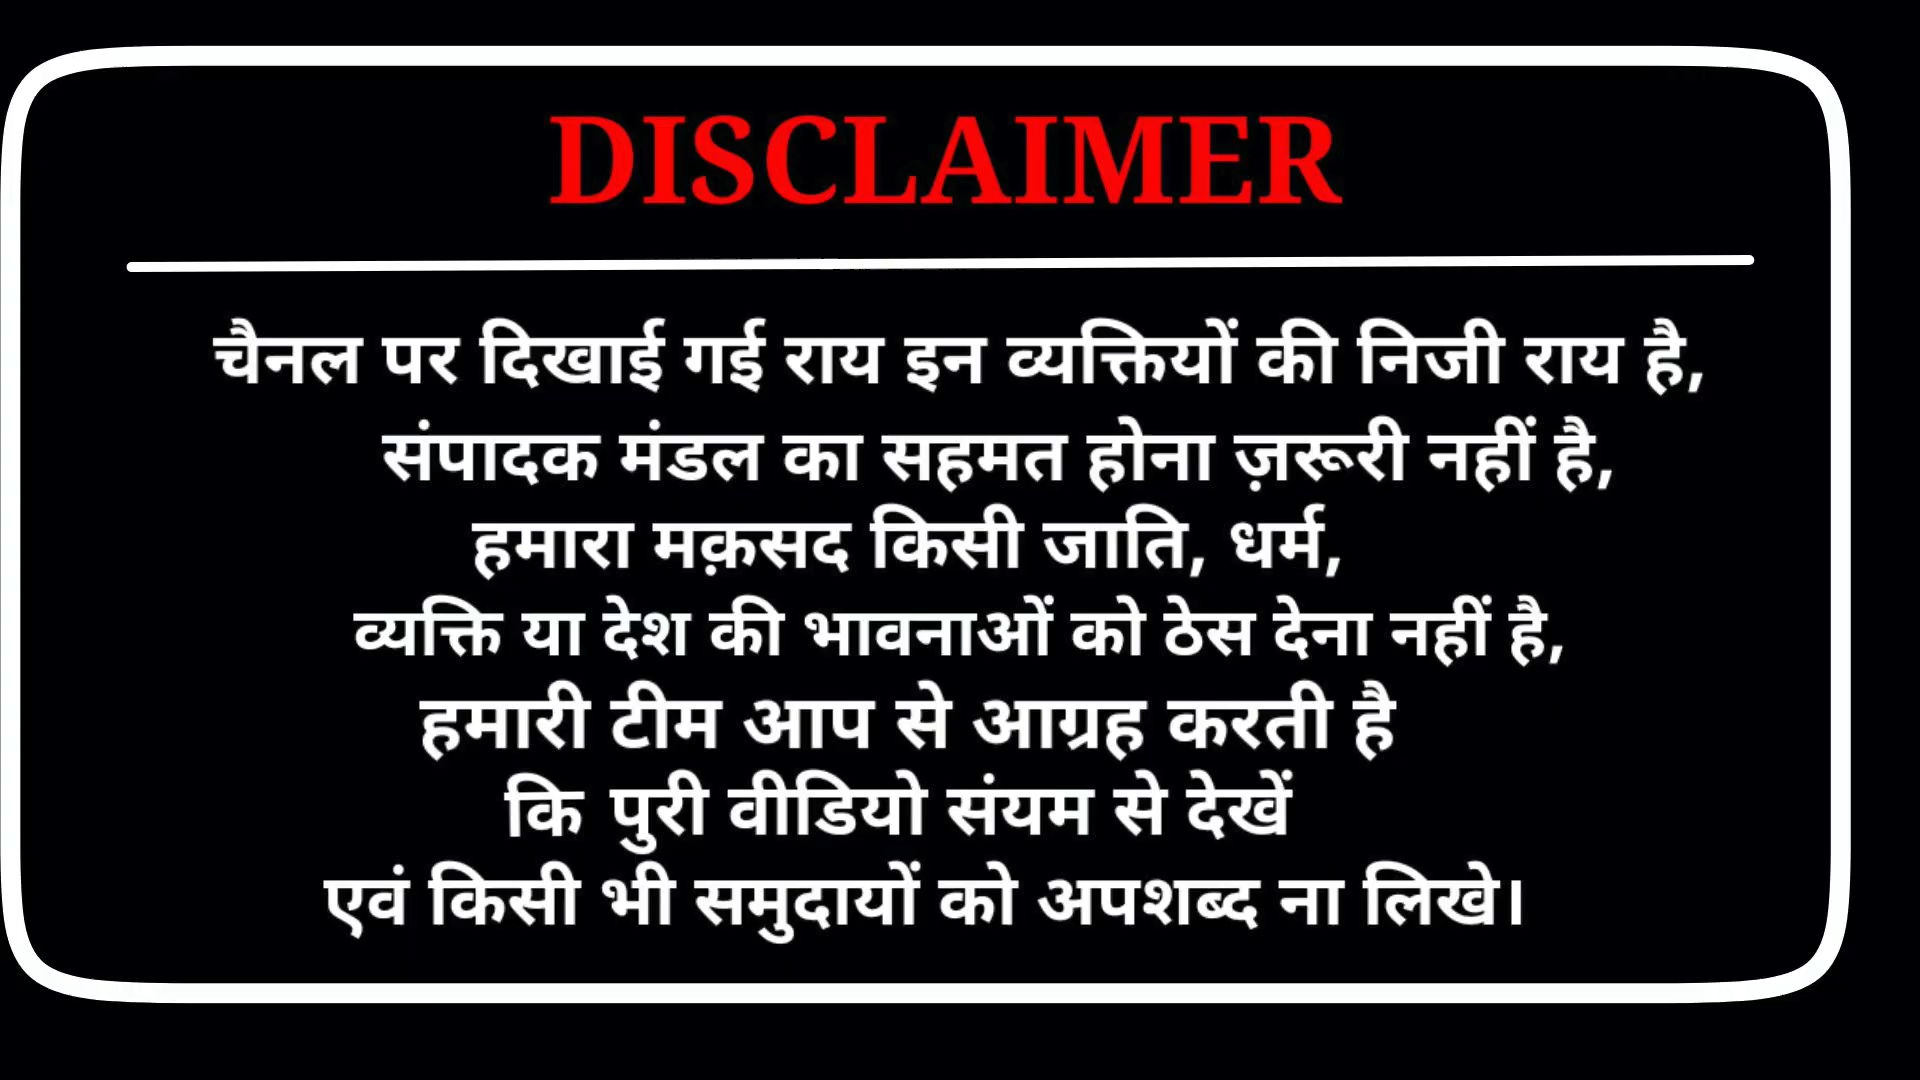 DISCLAIMER
चैनल पर दिखाई गई राय इन व्यक्तियों की निजी राय है,
संपादक मंडल का सहमत होना ज़रूरी नहीं है,
हमारा मक़सद किसी जाति, धर्म,
व्यक्ति या देश की भावनाओं को ठेस देना नहीं है,
हमारी टीम आप से आग्रह करती है
कि पुरी वीडियो संयम से देखें
एवं किसी भी समुदायों को अपशब्द ना लिखे।